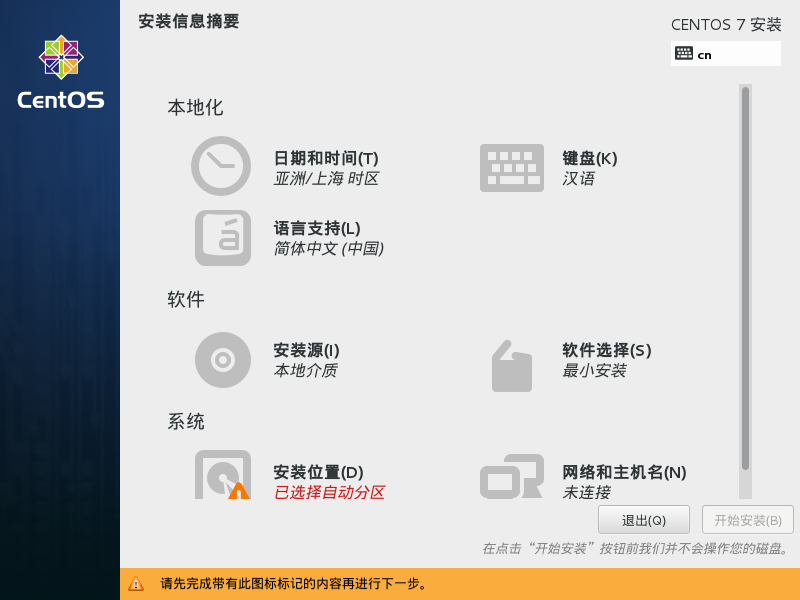 安装信息摘要
CENTOS 7 安装
cn
CentOS
本地化
日期和时间(T)
亚洲/上海 时区
键盘(K)
汉语
语言支持(L)
简体中文 (中国)
软件
安装源(I)
本地介质
软件选择(S)
最小安装
系统
安装位置(D)
已选择自动分区
网络和主机名(N)
未连接
退出(Q)
开始安装(B)
在点击“开始安装”按钮前我们并不会操作您的磁盘。
请先完成带有此图标标记的内容再进行下一步。